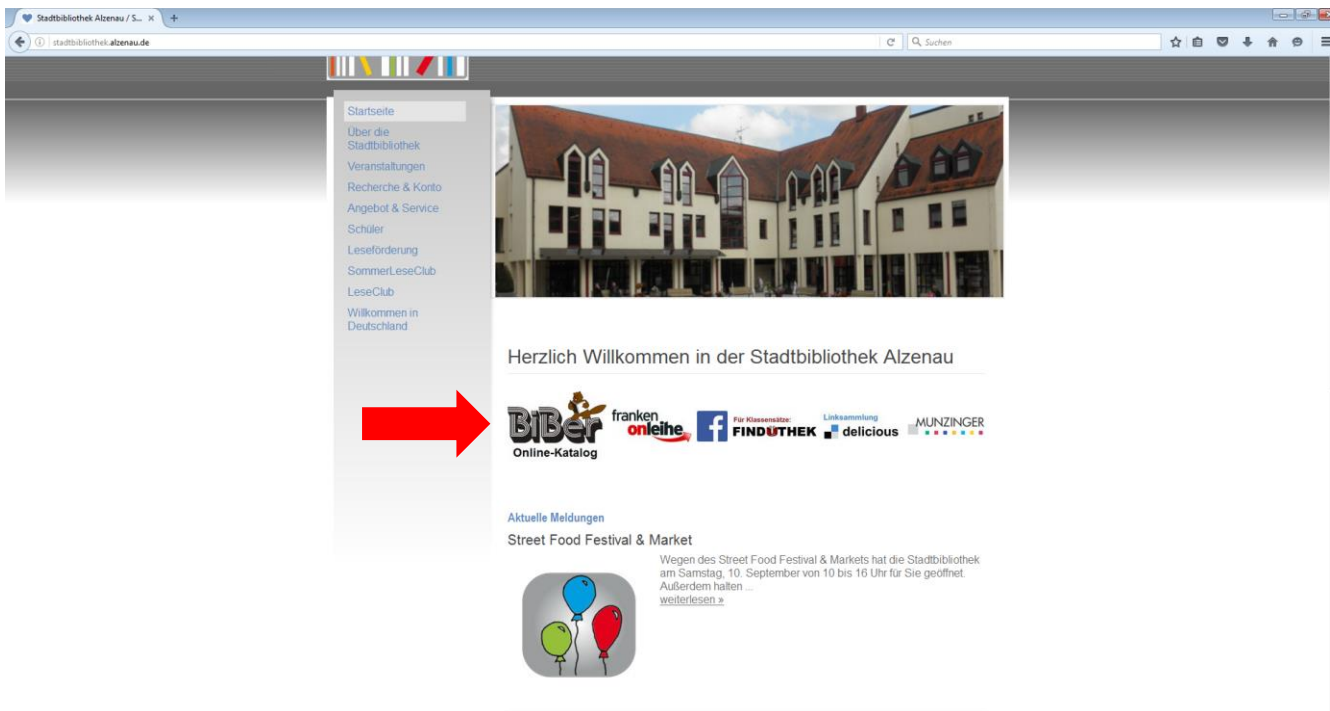 Stadtbibliothek Alzenau / S... × +
stadtbibliothek.alzenau.de
Suchen
Startseite
Über die
Stadtbibliothek
Veranstaltungen
Recherche & Konto
Angebot & Service
Schüler
Leseförderung
SommerLeseClub
LeseClub
Willkommen in
Deutschland
Herzlich Willkommen in der Stadtbibliothek Alzenau
BiBer
Online-Katalog
franken
onleihe
f
Für Klassensätze:
FINDÜTHEK
Linksammlung
delicious
MUNZINGER
Aktuelle Meldungen
Street Food Festival & Market
Wegen des Street Food Festival & Markets hat die Stadtbibliothek
am Samstag, 10. September von 10 bis 16 Uhr für Sie geöffnet.
Außerdem halten ...
weiterlesen »